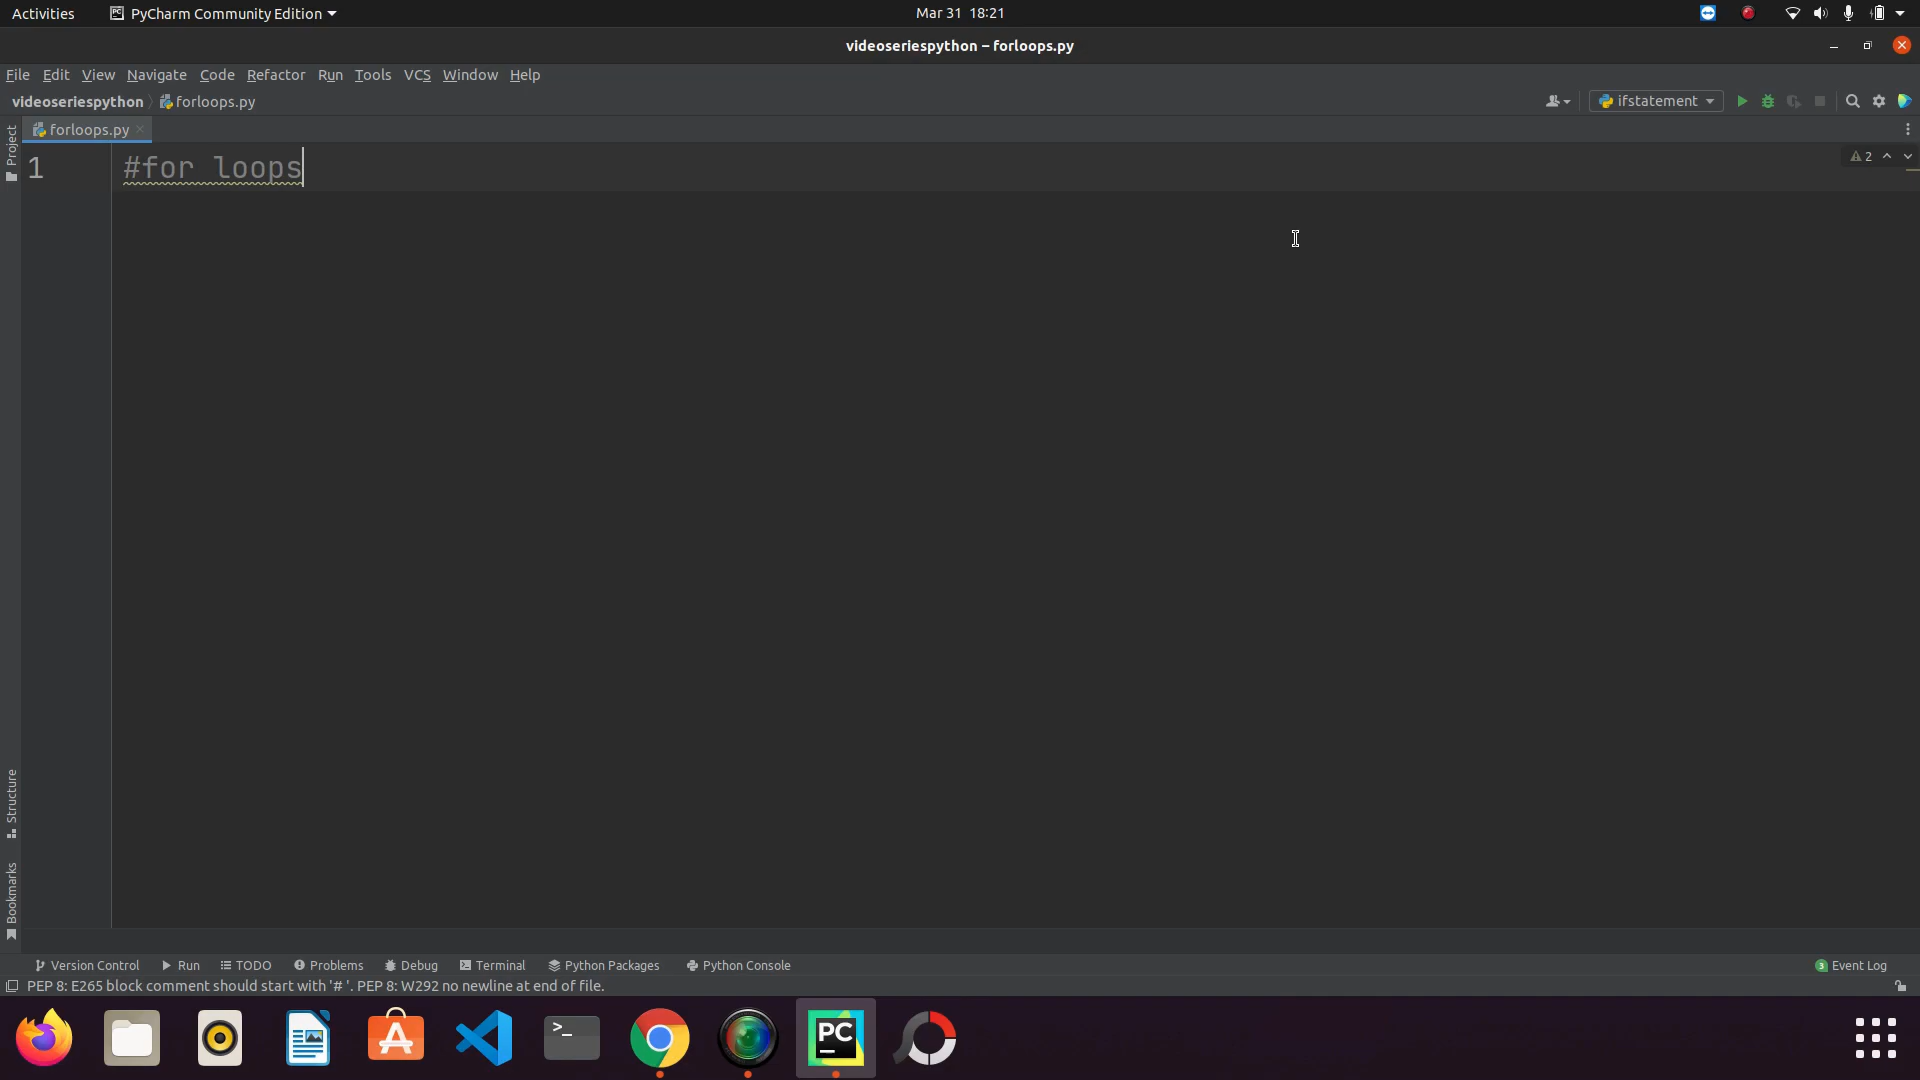 Activities PyCharm Community Edition Mar 31 18:21
videoseriespython – forloops.py
File Edit View Navigate Code Refactor Run Tools VCS Window Help
videoseriespython forloops.py ifstatement
forloops.py
Project
1 #for loops
2
Structure
Bookmarks
Version Control Run TODO Problems Debug Terminal Python Packages Python Console 3 Event Log
PEP 8: E265 block comment should start with '# '. PEP 8: W292 no newline at end of file.
>_ PC